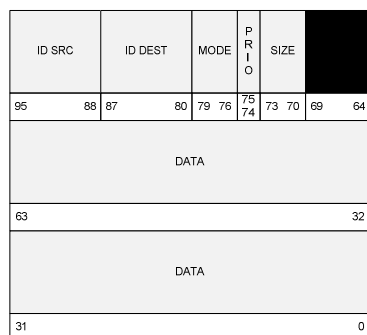 ID SRC ID DEST MODE PRIO SIZE
95 88 87 80 79 76 75 74 73 70 69 64
DATA
63 32
DATA
31 0